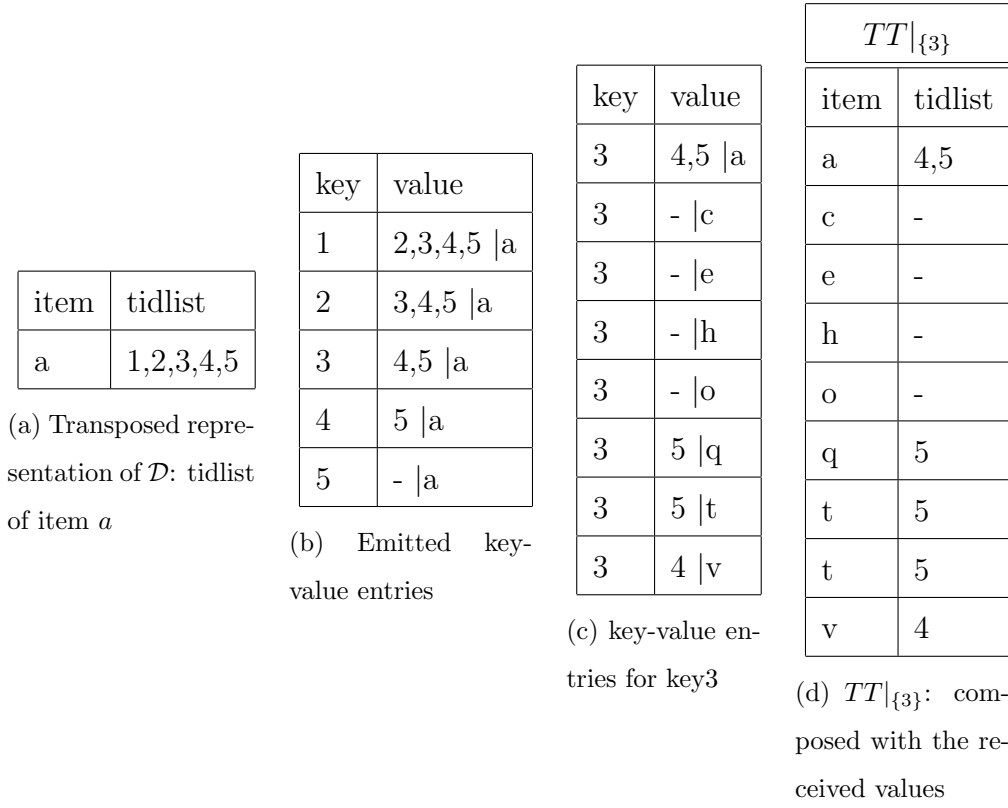 item tidlist
a 1,2,3,4,5
(a) Transposed repre-
sentation of D: tidlist
of item a
key value
1 2,3,4,5 |a
2 3,4,5 |a
3 4,5 |a
4 5 |a
5 - |a
(b) Emitted key-
value entries
key value
3 4,5 |a
3 - |c
3 - |e
3 - |h
3 - |o
3 5 |q
3 5 |t
3 4 |v
(c) key-value en-
tries for key3
TT|{3}
item tidlist
a 4,5
c -
e -
h -
o -
q 5
t 5
t 5
v 4
(d) TT|{3}: com-
posed with the re-
ceived values